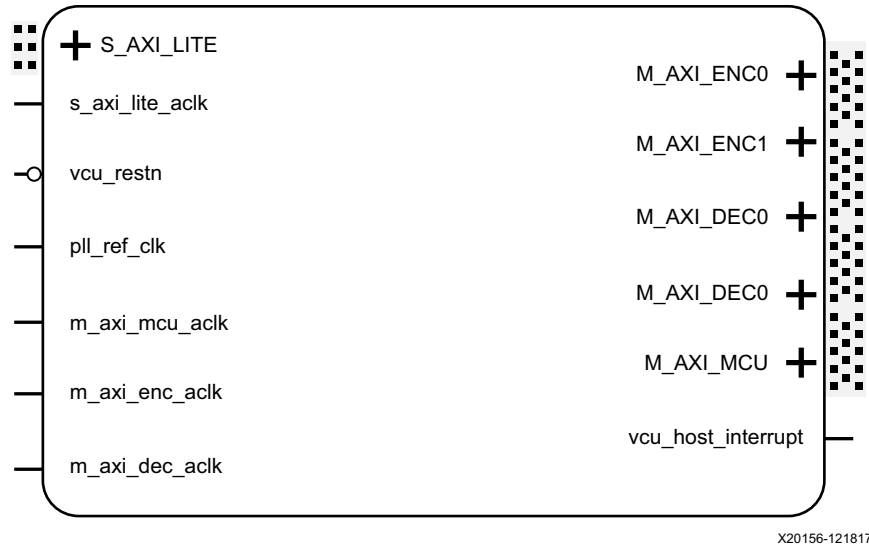 S_AXI_LITE
s_axi_lite_aclk
vcu_restn
pll_ref_clk
m_axi_mcu_aclk
m_axi_enc_aclk
m_axi_dec_aclk
M_AXI_ENC0
M_AXI_ENC1
M_AXI_DEC0
M_AXI_DEC0
M_AXI_MCU
vcu_host_interrupt
X20156-121817